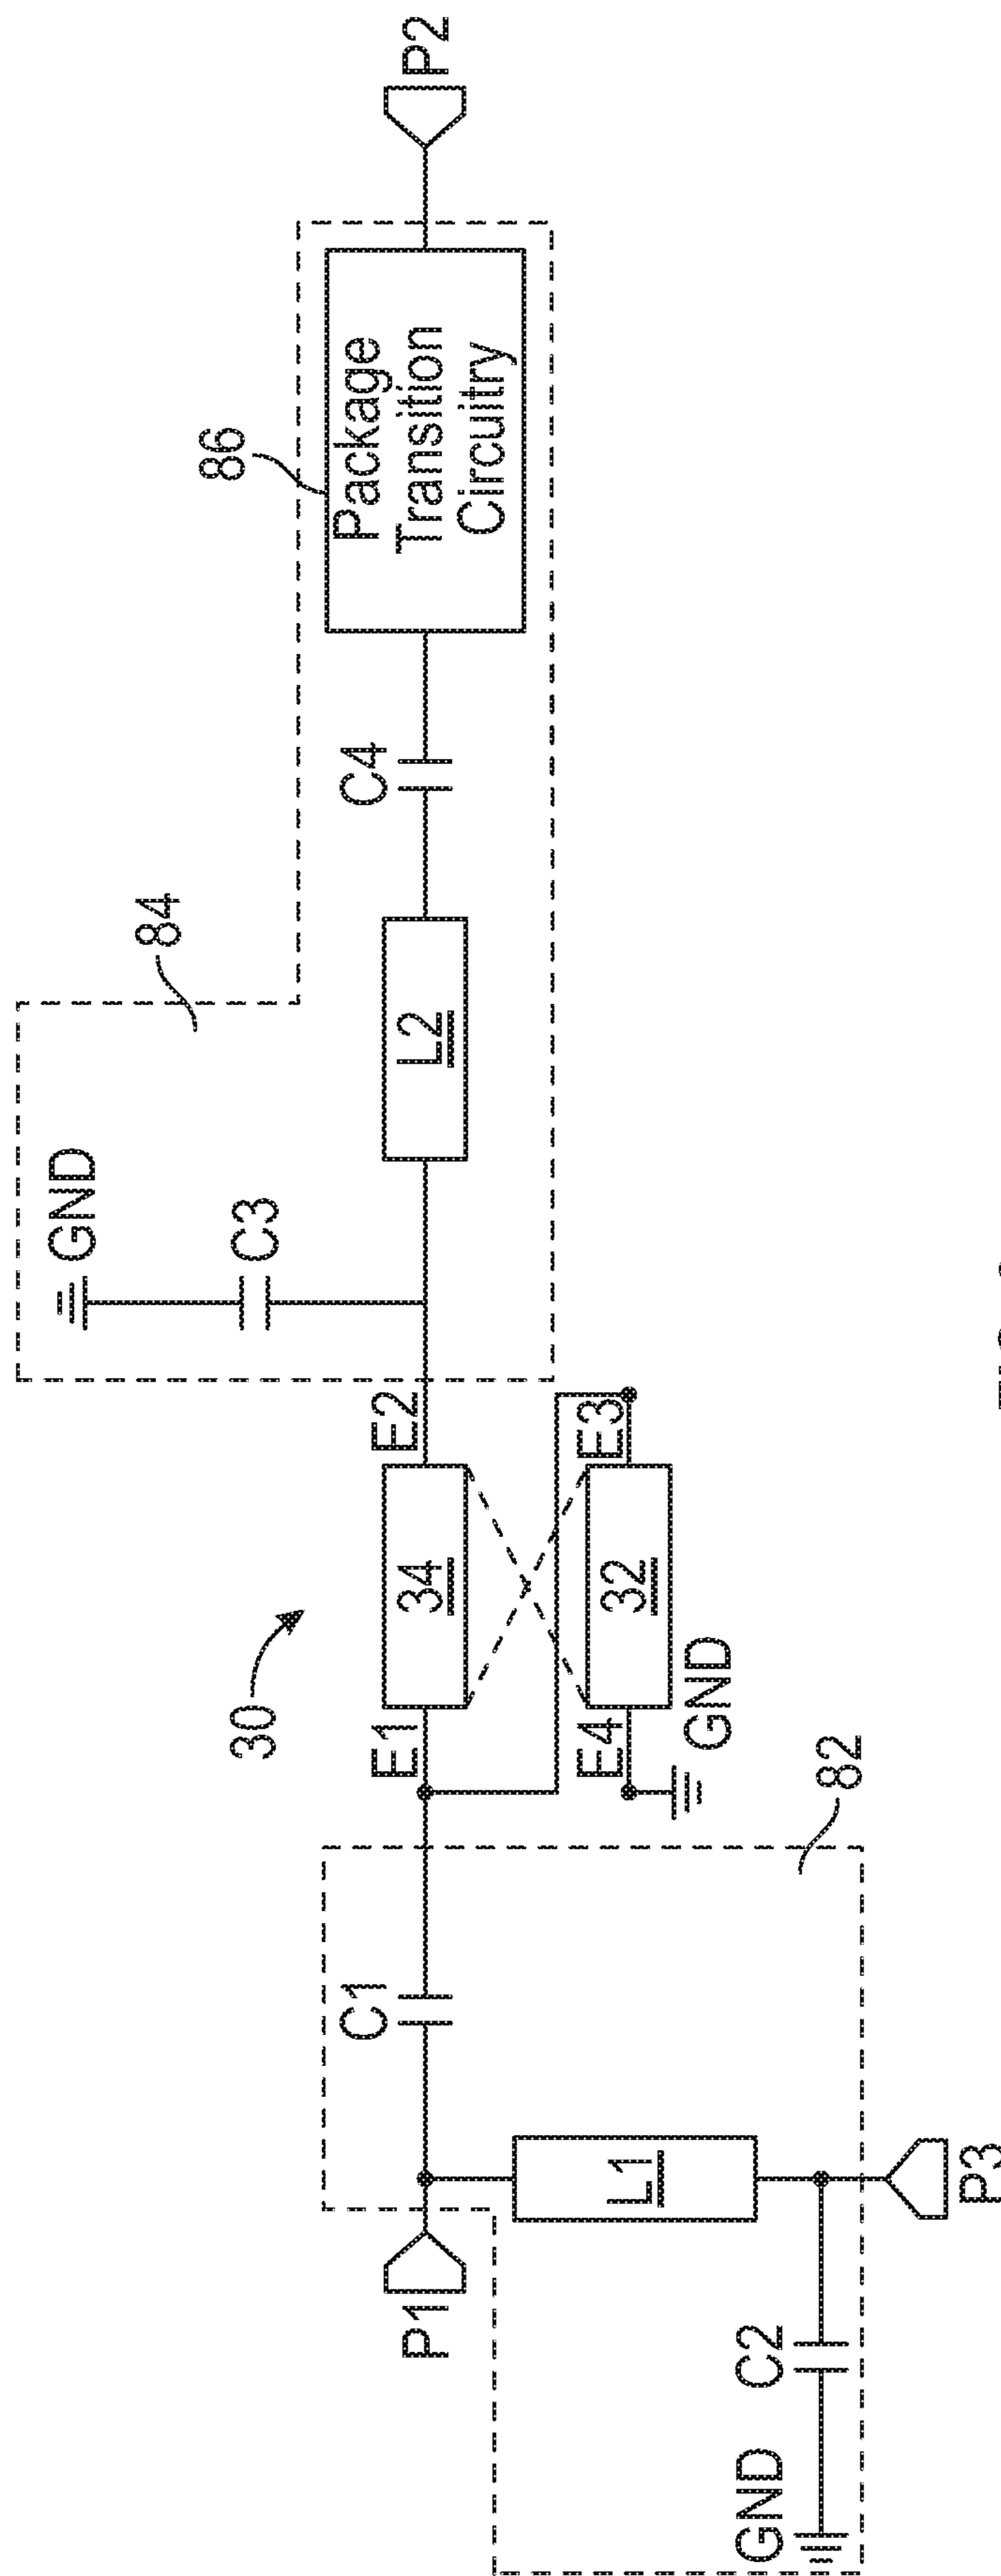 P2
86
Package
Transition
Circuitry
C4
84
L2
GND
C3
30
E2
34
E1
E3
32
E4
GND
82
C1
P1
L1
C2
GND
P3